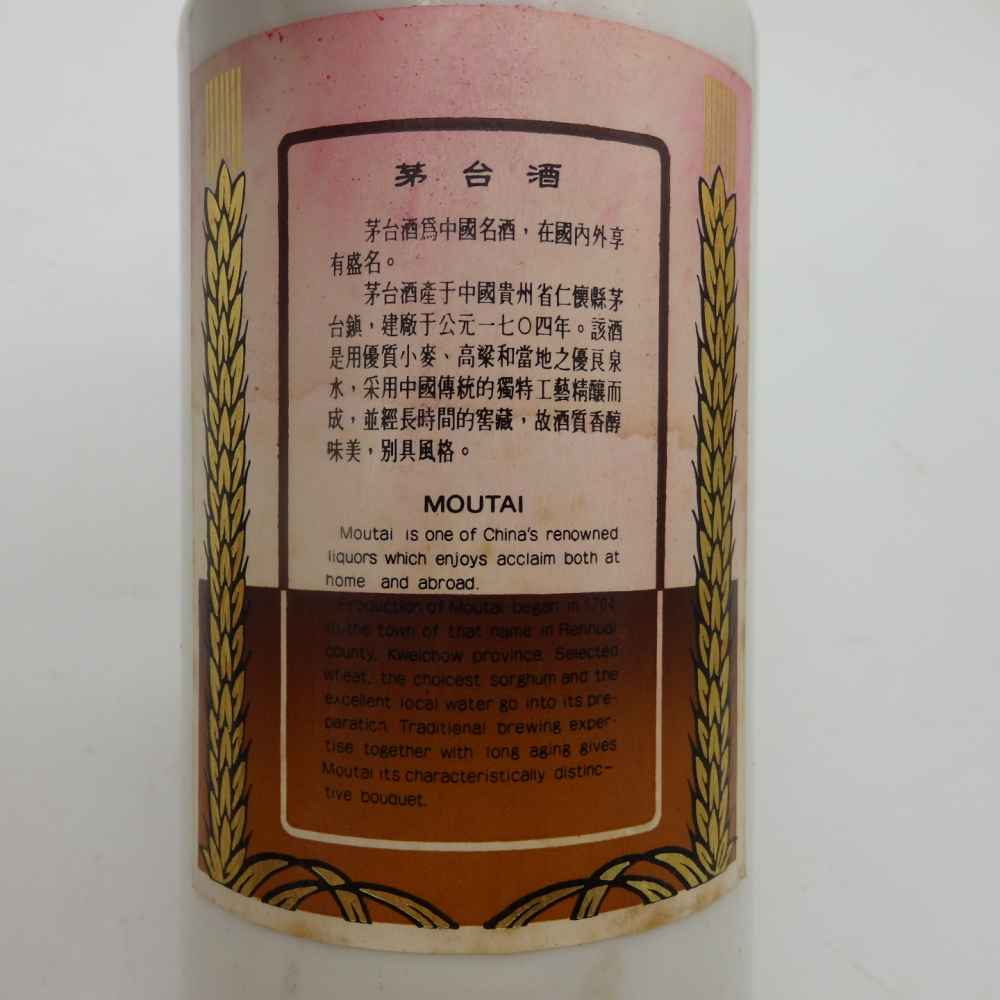 茅台酒
茅台酒爲中國名酒，在國內外享
有盛名。
茅台酒產于中國貴州省仁懷縣茅
台鎮，建廠于公元一七〇四年。該酒
是用優質小麥、高粱和當地之優良泉
水，采用中國傳統的獨特工藝精釀而
成，並經長時間的窖藏，故酒質香醇
味美，別具風格。
MOUTAI
Moutai is one of China's renowned
liquors which enjoys acclaim both at
home and abroad.
Production of Moutai began in 1704
in the town of that name in Renhuai
county, Kweichow province. Selected
wheat, the choicest sorghum and the
excellent local water go into its pre-
paration. Traditional brewing exper-
tise together with long aging gives
Moutai its characteristically distinc-
tive bouquet.